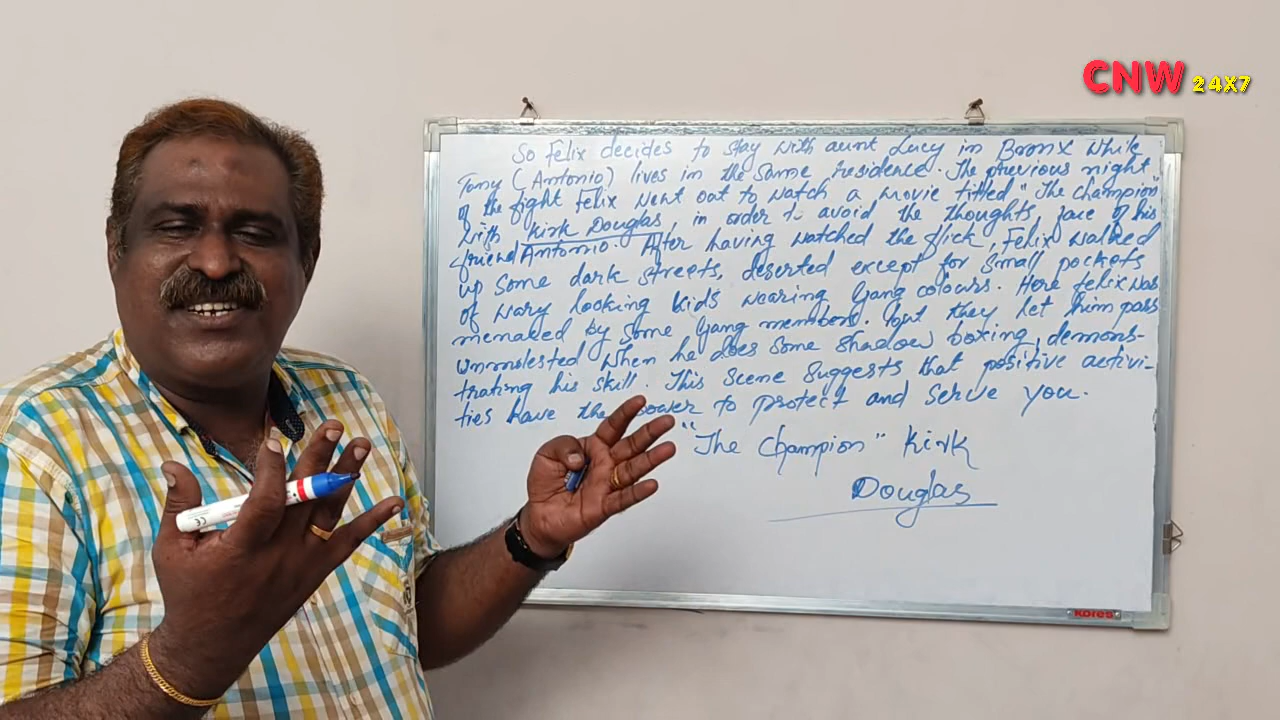 CNW 24X7
So Felix decides to stay with aunt Lucy in Bronx while
Tony (Antonio) lives in the same residence. The previous night
of the fight Felix went out to watch a movie titled "The champion"
with Kirk Douglas, in order to avoid the thoughts, face of his
friend Antonio. After having watched the flick, Felix walked
up some dark streets, deserted except for small pockets
of wary looking kids wearing gang colours. Here felix was
menaced by some gang members. But they let him pass
unmolested when he does some shadow boxing, demons-
trating his skill. This scene suggests that positive activi-
ties have the power to protect and serve you.
"The Champion" Kirk
Douglas
Kores